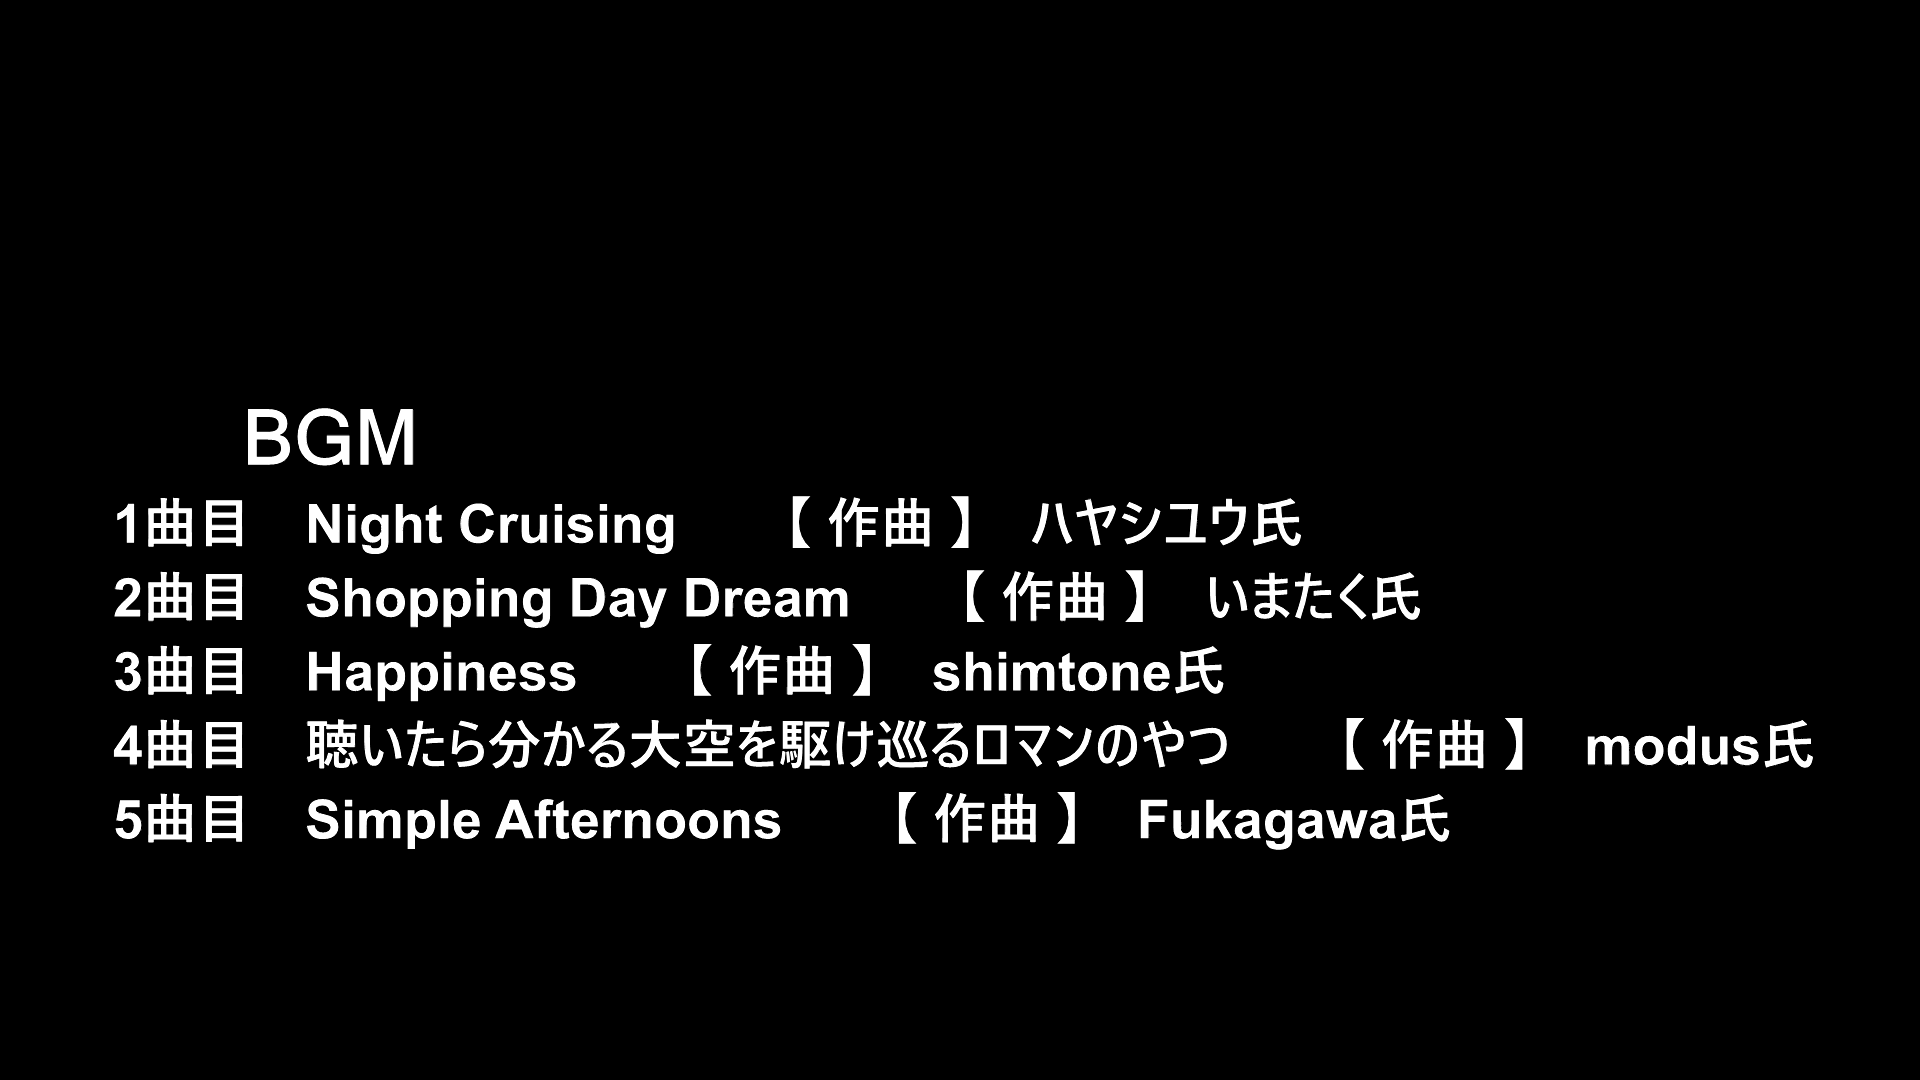 BGM
1曲目　Night Cruising　　【 作曲 】　ハヤシユウ氏
2曲目　Shopping Day Dream　　【 作曲 】　いまたく氏
3曲目　Happiness　　【 作曲 】　shimtone氏
4曲目　聴いたら分かる大空を駆け巡るロマンのやつ　　【 作曲 】　modus氏
5曲目　Simple Afternoons　　【 作曲 】　Fukagawa氏